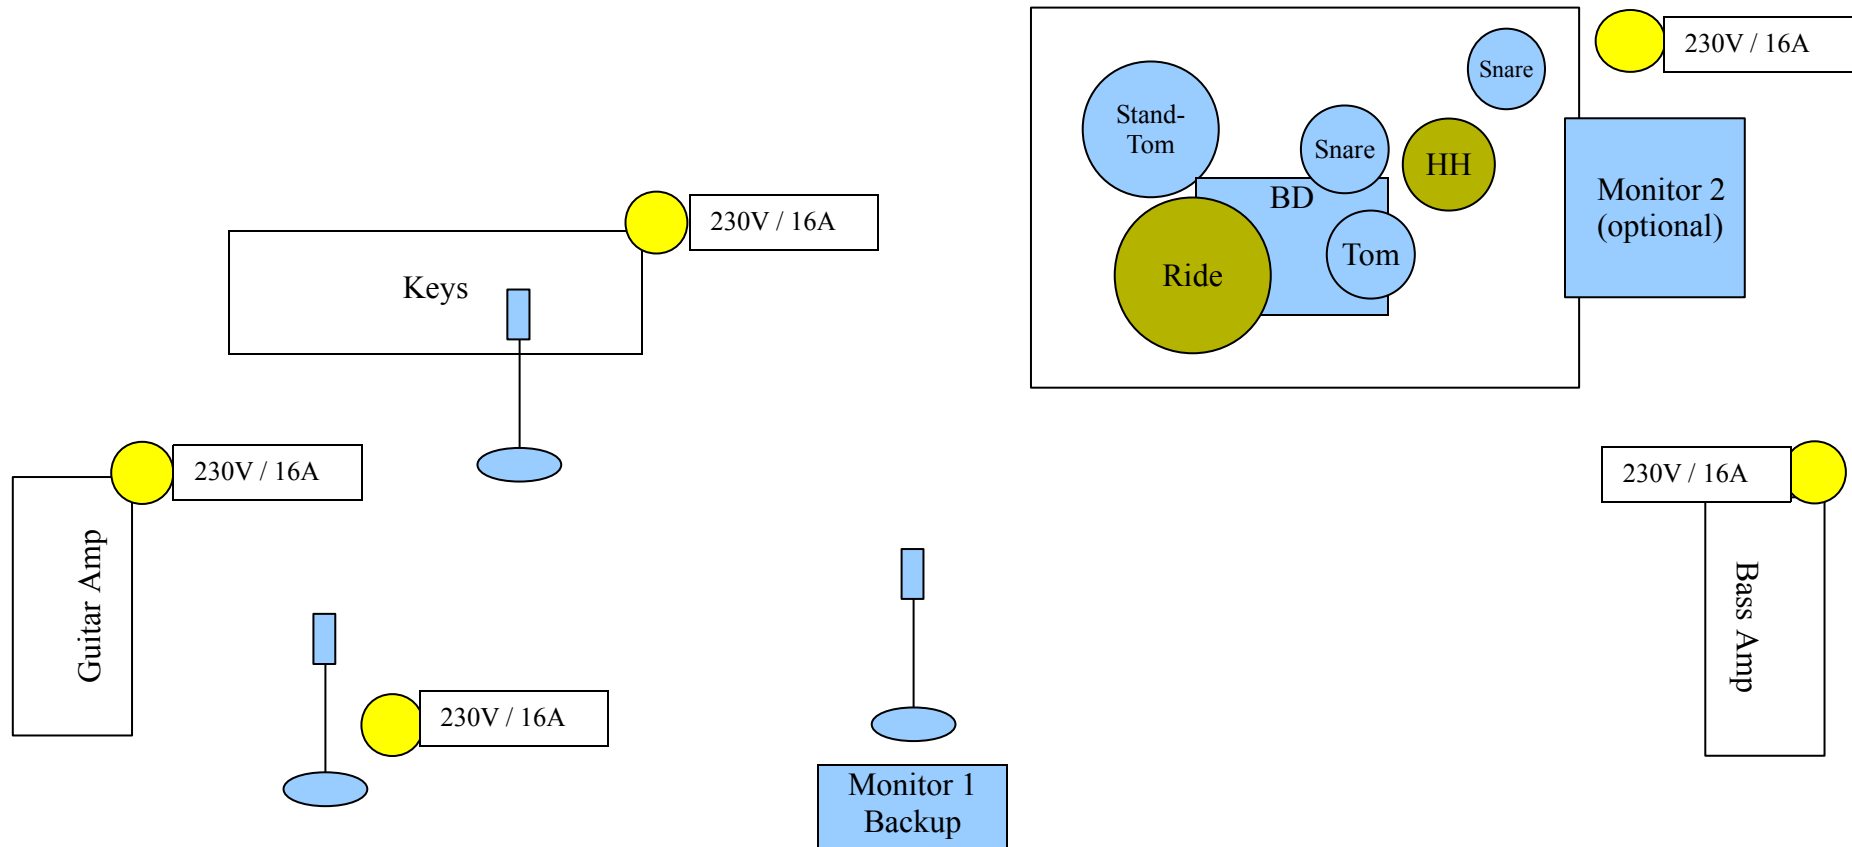 230V / 16A
Snare
Stand-
Tom
Snare
HH
BD
Monitor 2
(optional)
230V / 16A
Ride
Tom
Keys
230V / 16A
230V / 16A
Guitar Amp
Bass Amp
230V / 16A
Monitor 1
Backup